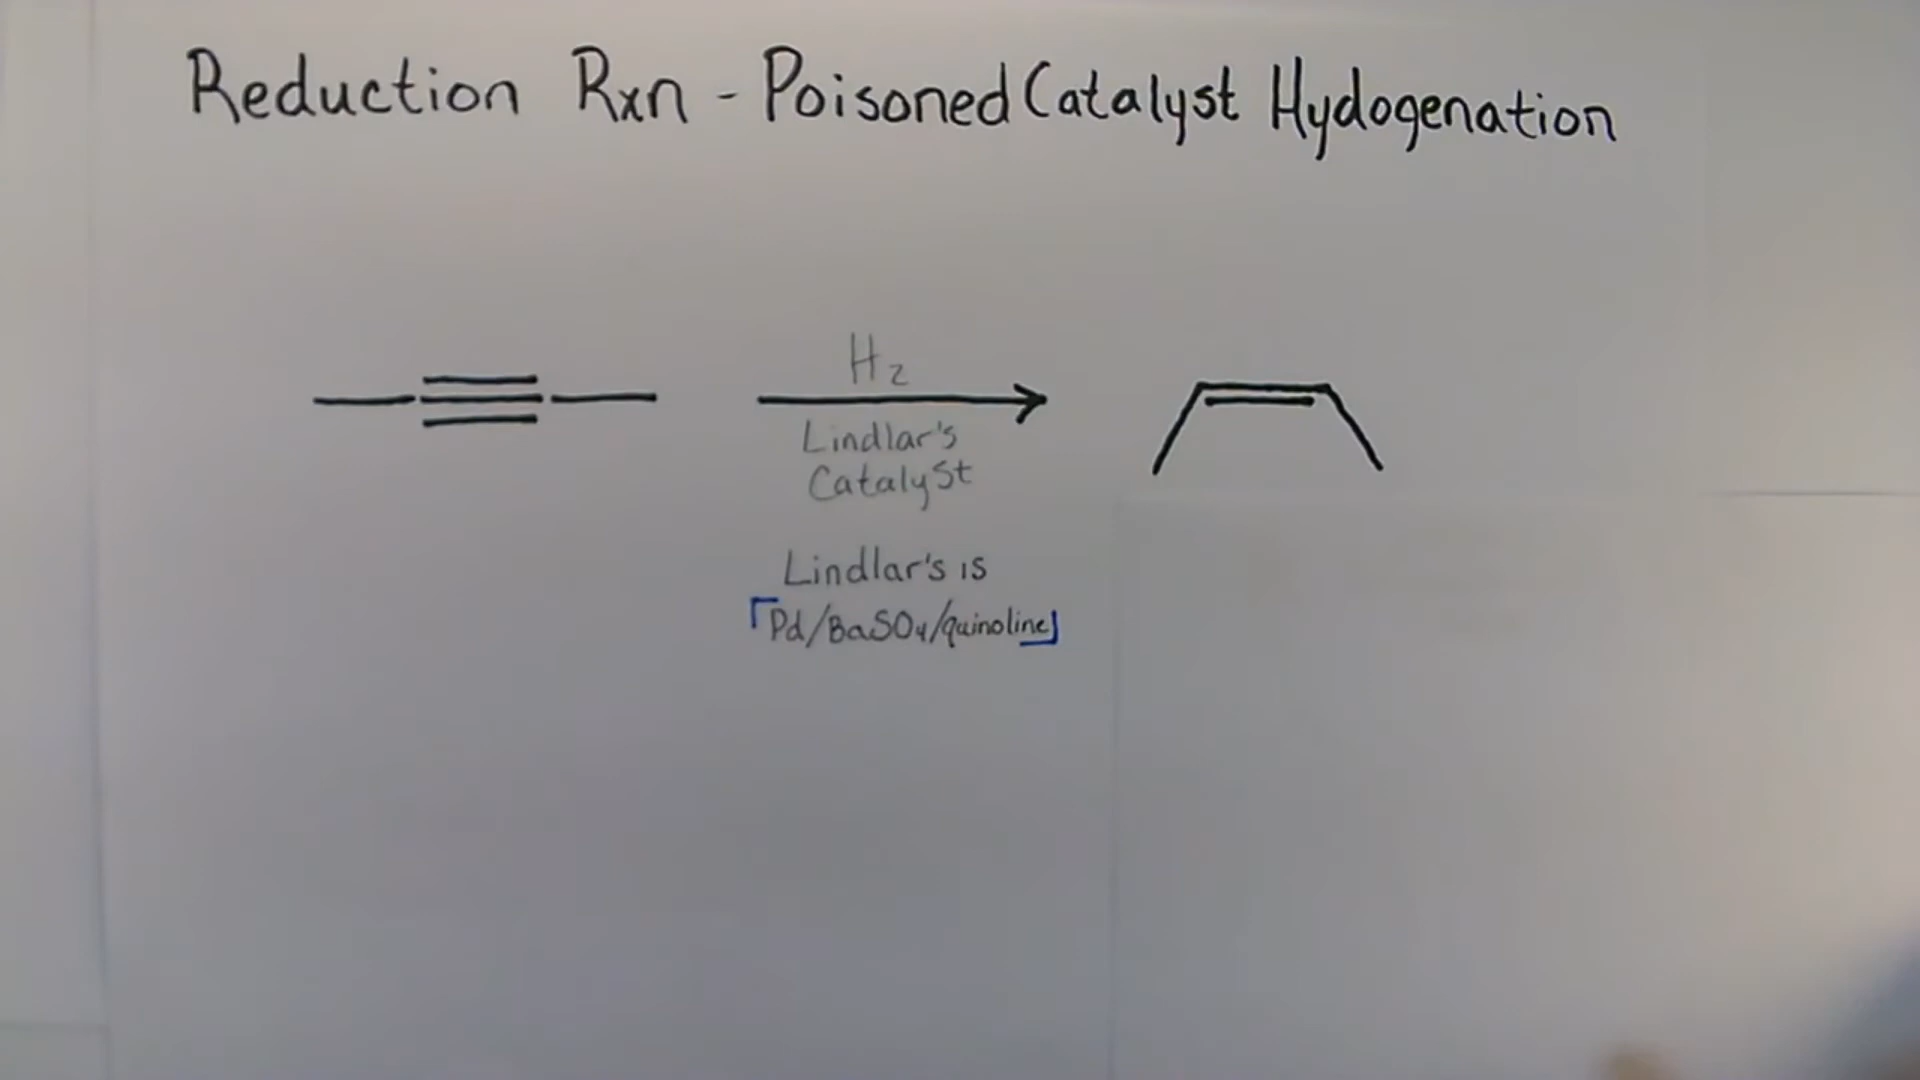 Reduction Rxn - Poisoned Catalyst Hydogenation
H₂
Lindlar's
Catalyst
Lindlar's is
⌈Pd/BaSO₄/quinoline⌋